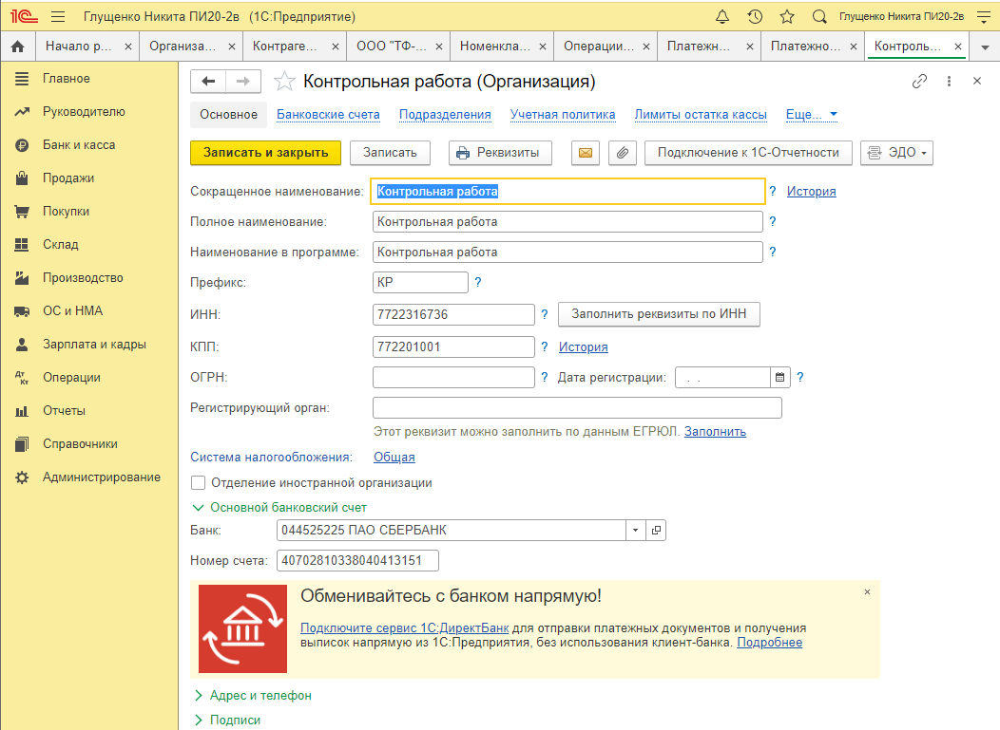 1С Глущенко Никита ПИ20-2в (1С:Предприятие) Глущенко Никита ПИ20-2в
Начало р... × Организа... × Контраге... × ООО "ТФ-... × Номенкла... × Операции... × Платежн... × Платежно... × Контроль... ×
Главное
Руководителю
Банк и касса
Продажи
Покупки
Склад
Производство
ОС и НМА
Зарплата и кадры
Дт Кт Операции
Отчеты
Справочники
Администрирование
Контрольная работа (Организация)
Основное Банковские счета Подразделения Учетная политика Лимиты остатка кассы Еще...
Записать и закрыть Записать Реквизиты Подключение к 1С-Отчетности ЭДО
Сокращенное наименование: Контрольная работа ? История
Полное наименование: Контрольная работа ?
Наименование в программе: Контрольная работа ?
Префикс: КР ?
ИНН: 7722316736 ? Заполнить реквизиты по ИНН
КПП: 772201001 ? История
ОГРН: ? Дата регистрации: . . ?
Регистрирующий орган:
Этот реквизит можно заполнить по данным ЕГРЮЛ. Заполнить
Система налогообложения: Общая
Отделение иностранной организации
Основной банковский счет
Банк: 044525225 ПАО СБЕРБАНК
Номер счета: 40702810338040413151
Обменивайтесь с банком напрямую! ×
Подключите сервис 1С:ДиректБанк для отправки платежных документов и получения
выписок напрямую из 1С:Предприятия, без использования клиент-банка. Подробнее
Адрес и телефон
Подписи